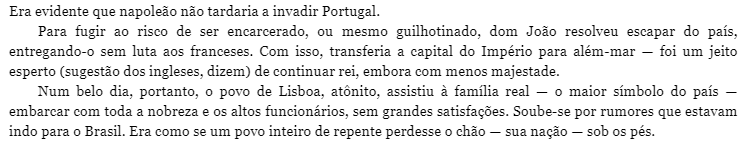 Era evidente que napoleão não tardaria a invadir Portugal.
Para fugir ao risco de ser encarcerado, ou mesmo guilhotinado, dom João resolveu escapar do país,
entregando-o sem luta aos franceses. Com isso, transferia a capital do Império para além-mar — foi um jeito
esperto (sugestão dos ingleses, dizem) de continuar rei, embora com menos majestade.
Num belo dia, portanto, o povo de Lisboa, atônito, assistiu à família real — o maior símbolo do país —
embarcar com toda a nobreza e os altos funcionários, sem grandes satisfações. Soube-se por rumores que estavam
indo para o Brasil. Era como se um povo inteiro de repente perdesse o chão — sua nação — sob os pés.